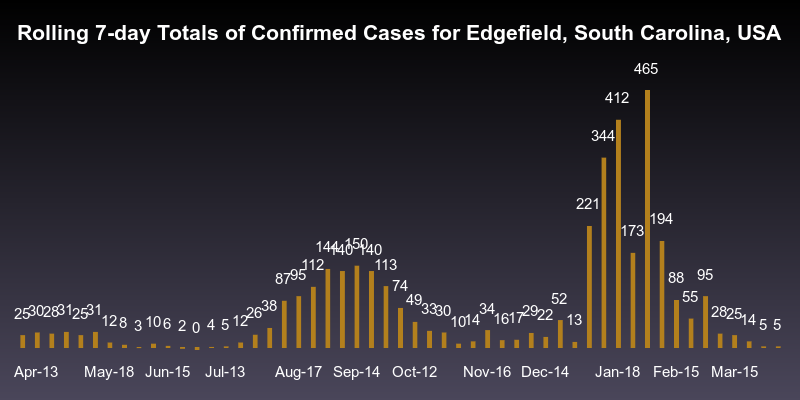 Rolling 7-day Totals of Confirmed Cases for Edgefield, South Carolina, USA
25 30 28 31 25 31 12 8 3 10 6 2 0 4 5 12 26 38 87 95 112 144 140 150 140 113 74 49 33 30 10 14 34 16 17 29 22 52 13 221 344 412 173 465 194 88 55 95 28 25 14 5 5
Apr-13 May-18 Jun-15 Jul-13 Aug-17 Sep-14 Oct-12 Nov-16 Dec-14 Jan-18 Feb-15 Mar-15